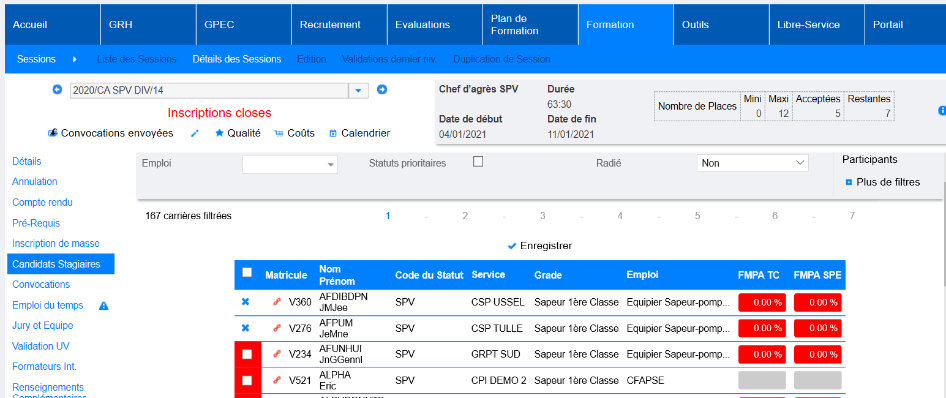 Accueil GRH GPEC Recrutement Evaluations Plan de Formation Formation Outils Libre-Service Portail
Sessions Liste des Sessions Détails des Sessions Edition Validations dernier niv Duplication de Session
2020/CA SPV DIV/14
Inscriptions closes
Convocations envoyées Qualité Coûts Calendrier
Chef d'agrès SPV Durée
63:30
Date de début Date de fin
04/01/2021 11/01/2021
Mini Maxi Acceptées Restantes
Nombre de Places 0 12 5 7
Détails
Annulation
Compte rendu
Pré-Requis
Inscription de masse
Candidats Stagiaires
Convocations
Emploi du temps
Jury et Equipe
Validation UV
Formateurs Int.
Renseignements
Complémentaires
Emploi Statuts prioritaires Radié Non Participants
Plus de filtres
167 carrières filtrées 1 - 2 - 3 - 4 - 5 - 6 - 7
Enregistrer
Matricule Nom Prénom Code du Statut Service Grade Emploi FMPA TC FMPA SPE
V360 AFDIBDPN JMJee SPV CSP USSEL Sapeur 1ère Classe Equipier Sapeur-pomp... 0.00 % 0.00 %
V276 AFPUM JeMne SPV CSP TULLE Sapeur 1ère Classe Equipier Sapeur-pomp... 0.00 % 0.00 %
V234 AFUNHUI JnGGennl SPV GRPT SUD Sapeur 1ère Classe Equipier Sapeur-pomp... 0.00 % 0.00 %
V521 ALPHA Eric SPV CPI DEMO 2 Sapeur 1ère Classe CFAPSE